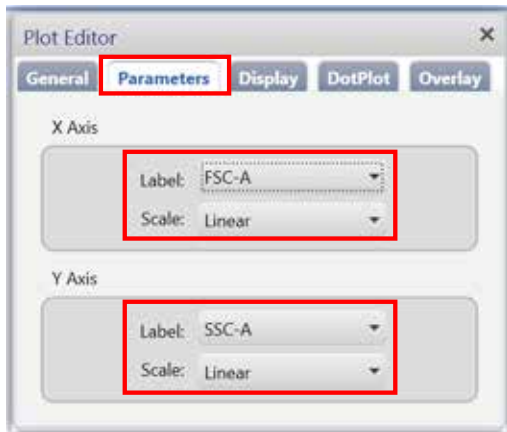 Plot Editor ×
General Parameters Display DotPlot Overlay
X Axis
Label: FSC-A
Scale: Linear
Y Axis
Label: SSC-A
Scale: Linear